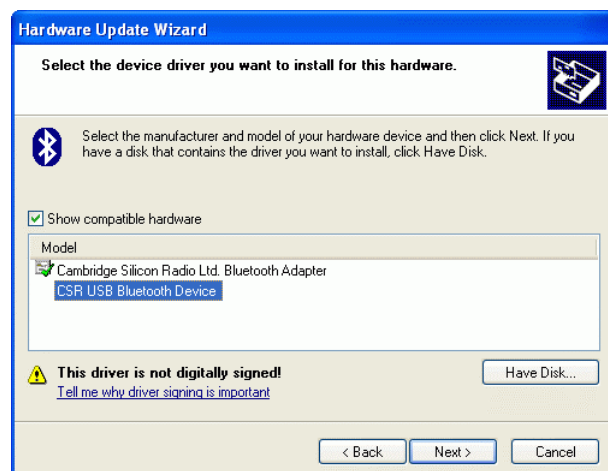 Hardware Update Wizard
Select the device driver you want to install for this hardware.
Select the manufacturer and model of your hardware device and then click Next. If you
have a disk that contains the driver you want to install, click Have Disk.
Show compatible hardware
Model
Cambridge Silicon Radio Ltd. Bluetooth Adapter
CSR USB Bluetooth Device
This driver is not digitally signed!
Tell me why driver signing is important
Have Disk...
< Back
Next >
Cancel